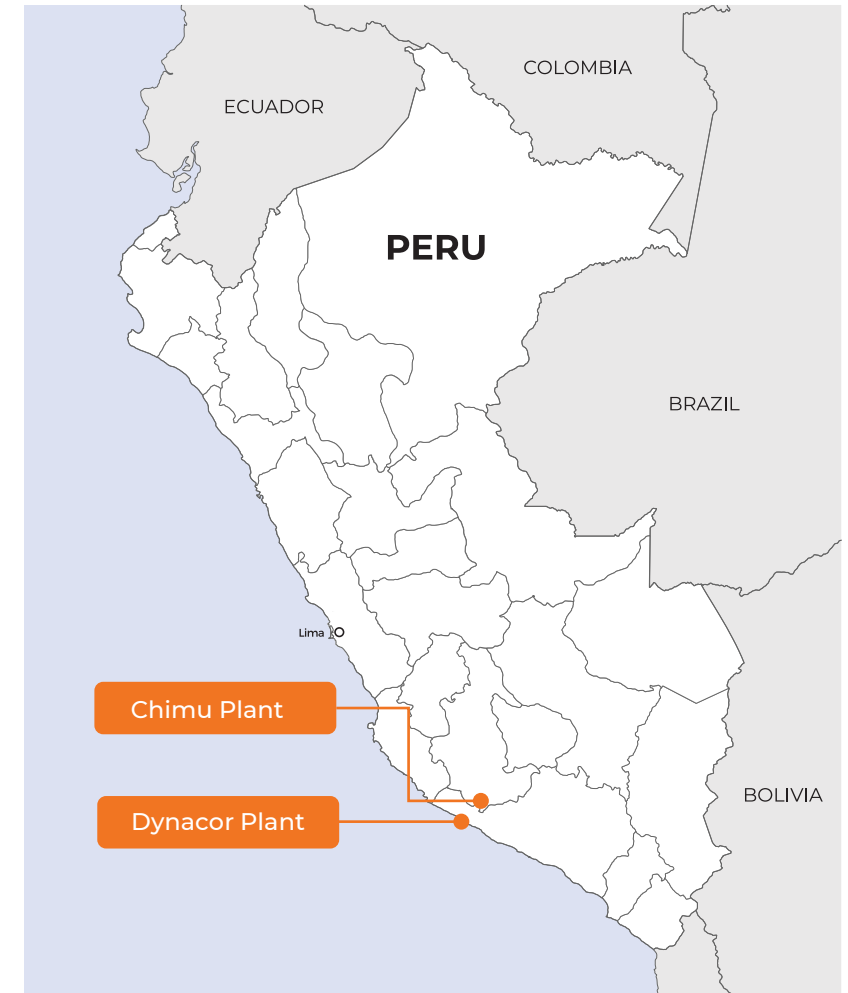 COLOMBIA
ECUADOR
PERU
BRAZIL
Lima
Chimu Plant
BOLIVIA
Dynacor Plant